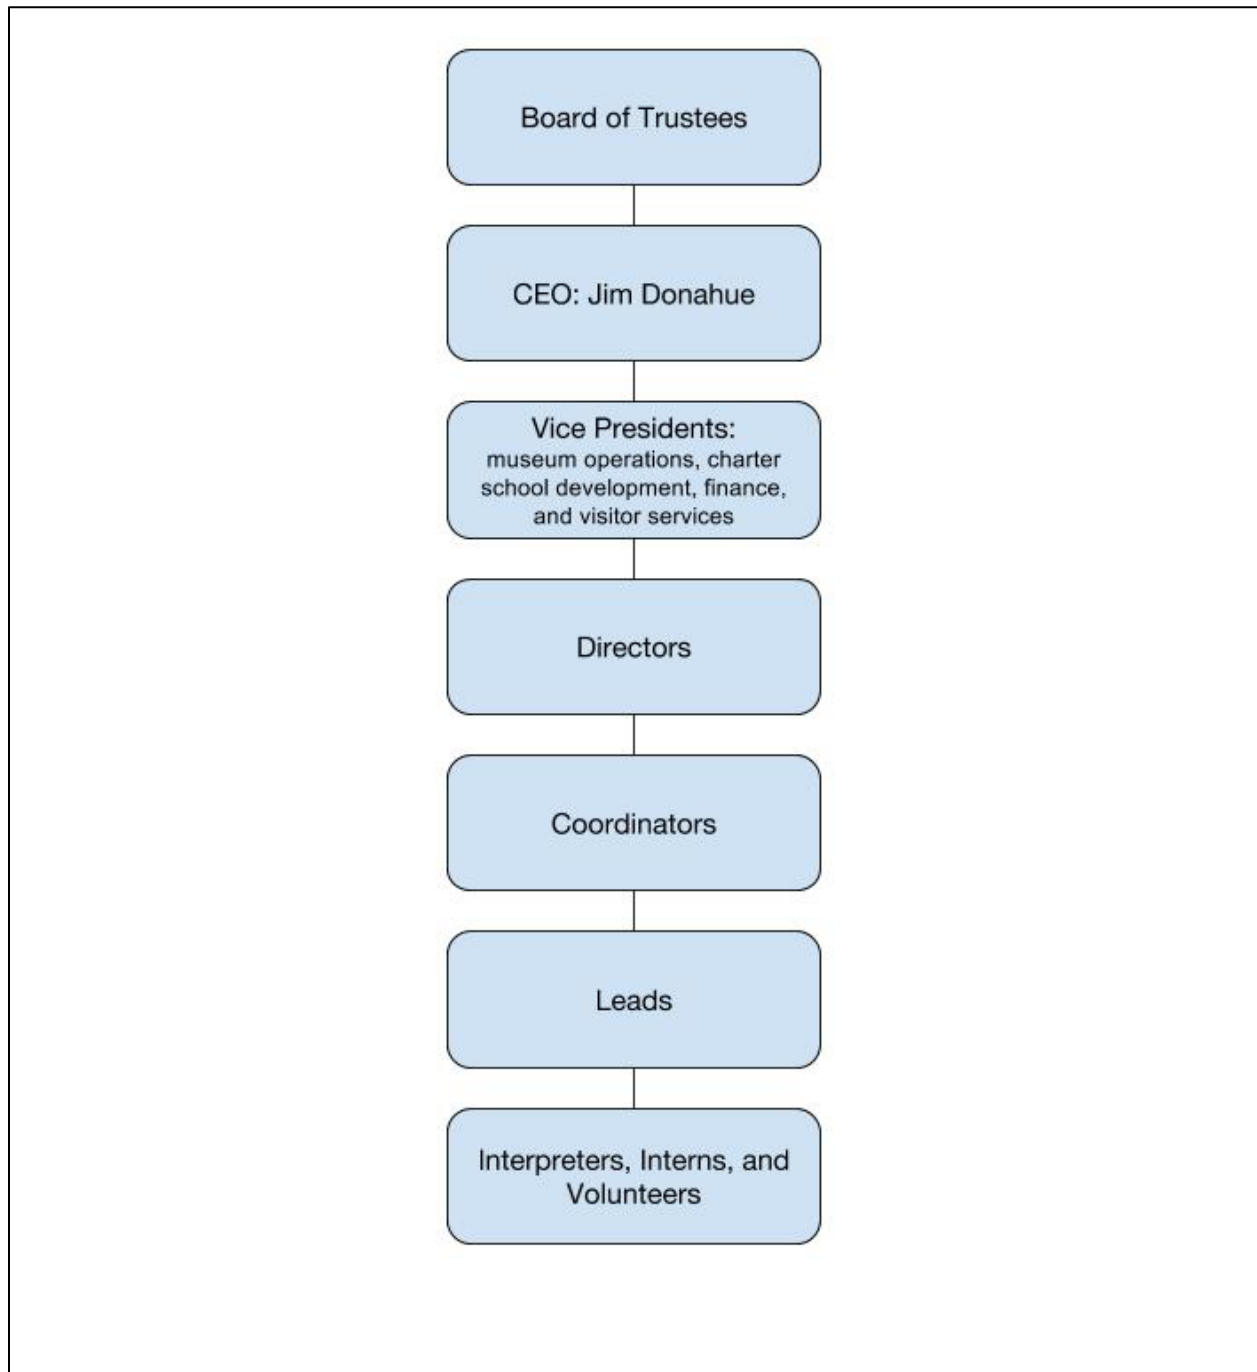 Board of Trustees
CEO: Jim Donahue
Vice Presidents:
museum operations, charter
school development, finance,
and visitor services
Directors
Coordinators
Leads
Interpreters, Interns, and
Volunteers